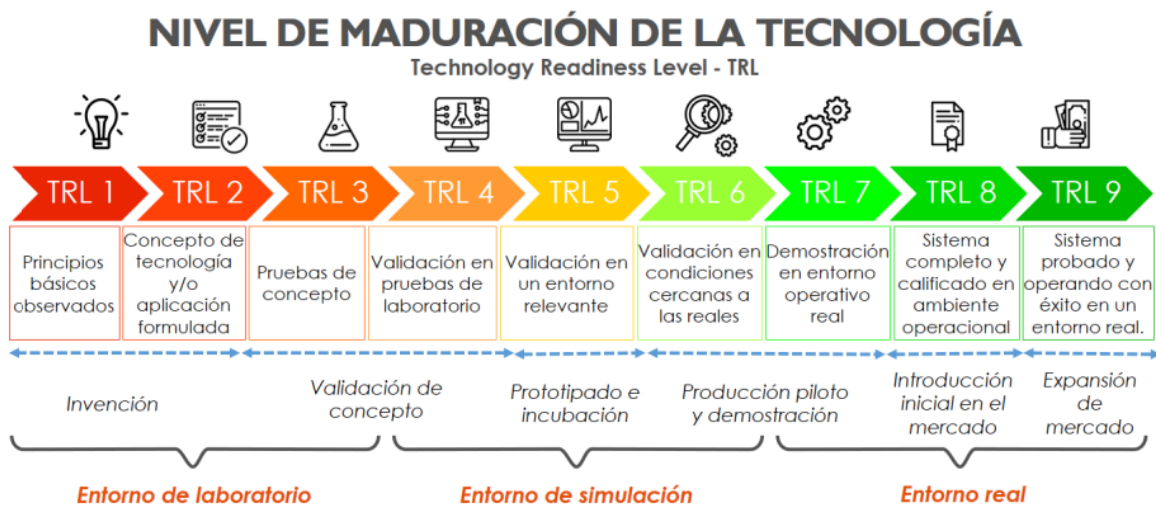 NIVEL DE MADURACIÓN DE LA TECNOLOGÍA
Technology Readiness Level - TRL
TRL 1
TRL 2
TRL 3
TRL 4
TRL 5
TRL 6
TRL 7
TRL 8
TRL 9
Principios
básicos
observados
Concepto de
tecnología
y/o
aplicación
formulada
Pruebas de
concepto
Validación en
pruebas de
laboratorio
Validación en
un entorno
relevante
Validación en
condiciones
cercanas a
las reales
Demostración
en entorno
operativo
real
Sistema
completo y
calificado en
ambiente
operacional
Sistema
probado y
operando con
éxito en un
entorno real.
Invención
Validación de
concepto
Prototipado e
incubación
Producción piloto
y demostración
Introducción
inicial en el
mercado
Expansión
de
mercado
Entorno de laboratorio
Entorno de simulación
Entorno real